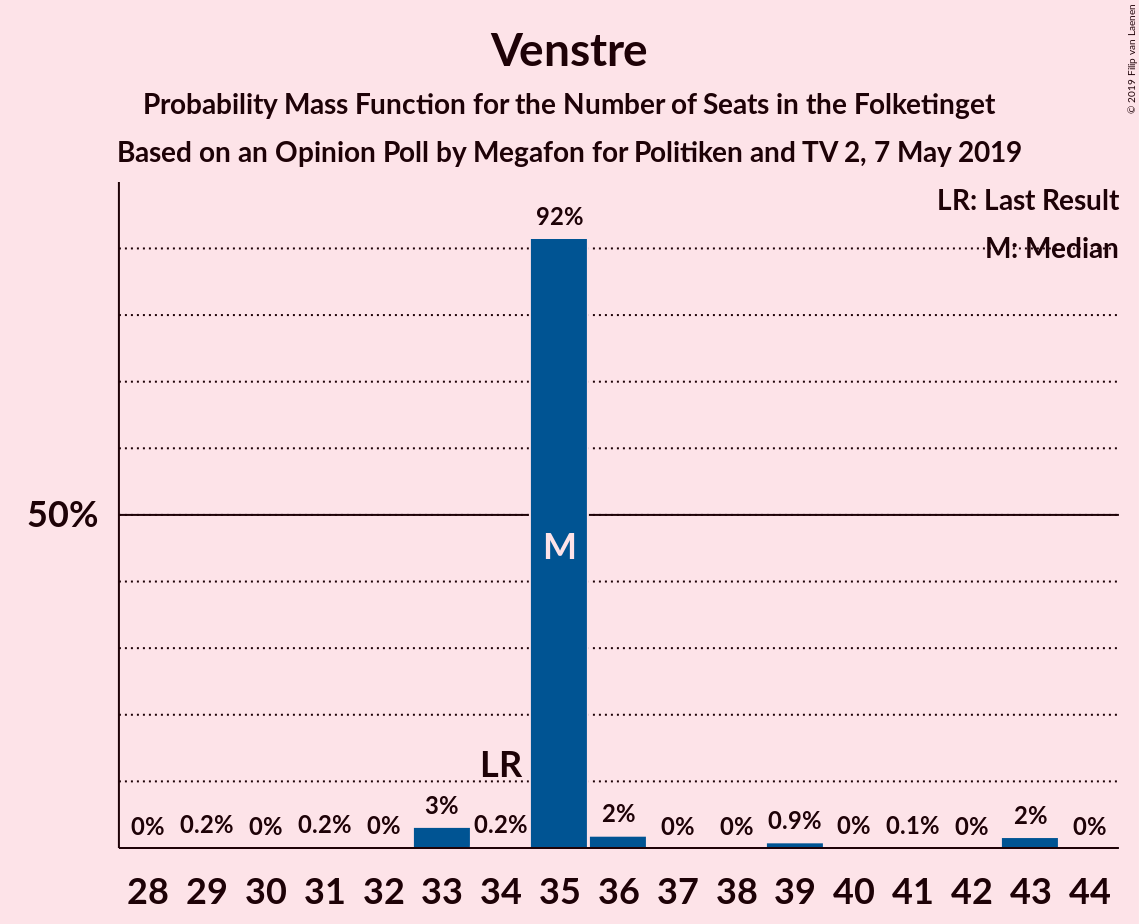 Venstre
Probability Mass Function for the Number of Seats in the Folketinget
Based on an Opinion Poll by Megafon for Politiken and TV 2, 7 May 2019
© 2019 Filip van Laenen
LR: Last Result
M: Median
92%
50%
M
LR
0% 0.2% 0% 0.2% 0% 3% 0.2% 2% 0% 0% 0.9% 0% 0.1% 0% 2% 0%
28 29 30 31 32 33 34 35 36 37 38 39 40 41 42 43 44